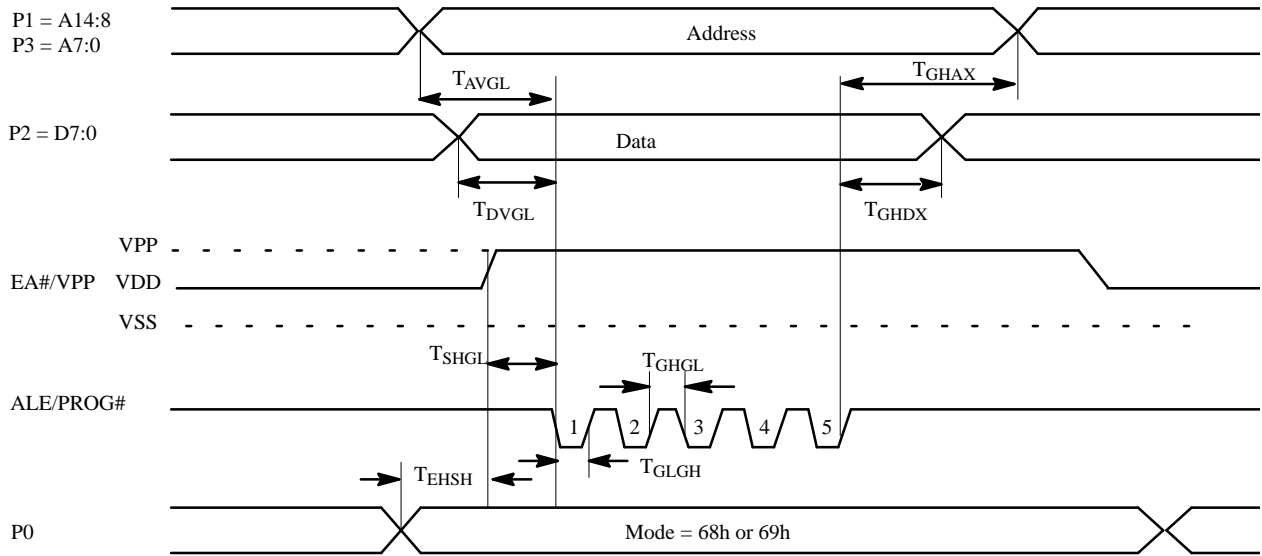 P1 = A14:8
P3 = A7:0
Address
TAVGL
TGHAX
P2 = D7:0
Data
TDVGL
TGHDX
VPP
EA#/VPP VDD
VSS
TSHGL
TGHGL
ALE/PROG#
1 2 3 4 5
TEHSH
TGLGH
P0
Mode = 68h or 69h